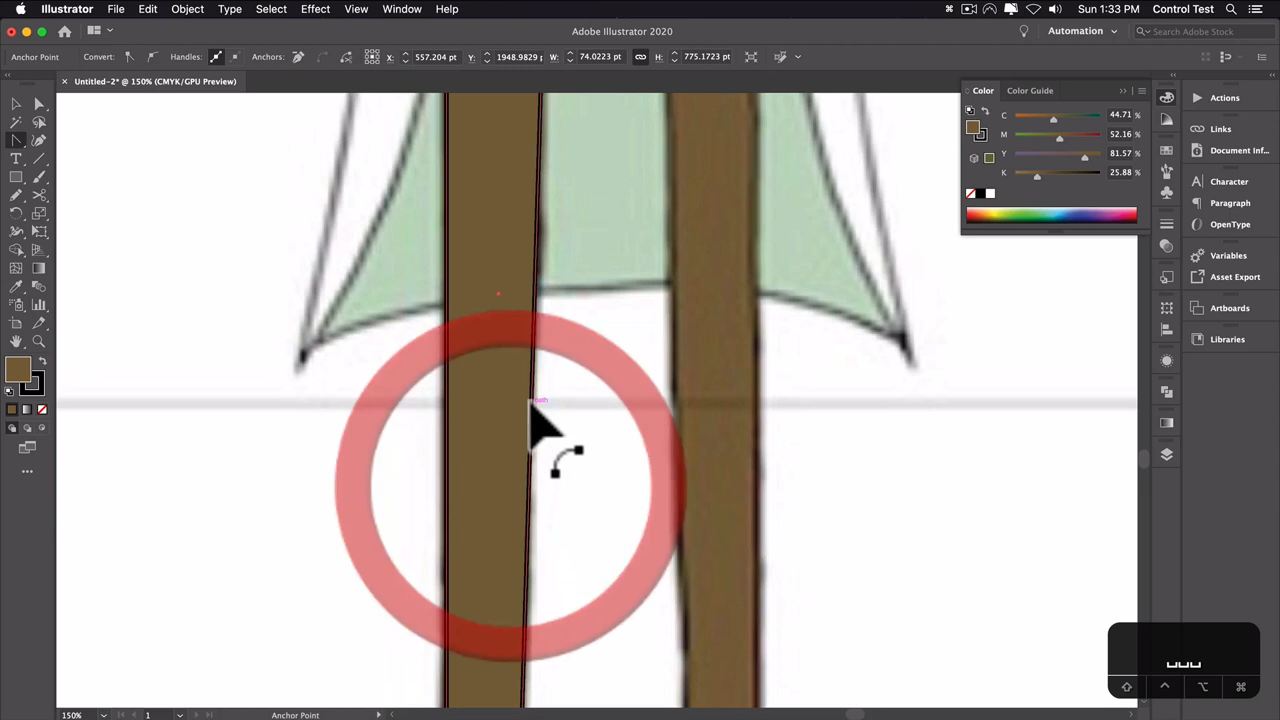 Illustrator File Edit Object Type Select Effect View Window Help Sun 1:33 PM Control Test
Adobe Illustrator 2020 Automation Search Adobe Stock
Anchor Point Convert: Handles: Anchors: X: 557.204 pt Y: 1948.9829 p W: 74.0223 pt H: 775.1723 pt
× Untitled-2* @ 150% (CMYK/GPU Preview)
Color Color Guide
C 44.71 %
M 52.16 %
Y 81.57 %
K 25.88 %
Actions
Links
Document Inf...
Character
Paragraph
OpenType
Variables
Asset Export
Artboards
Libraries
path
150% 1 Anchor Point